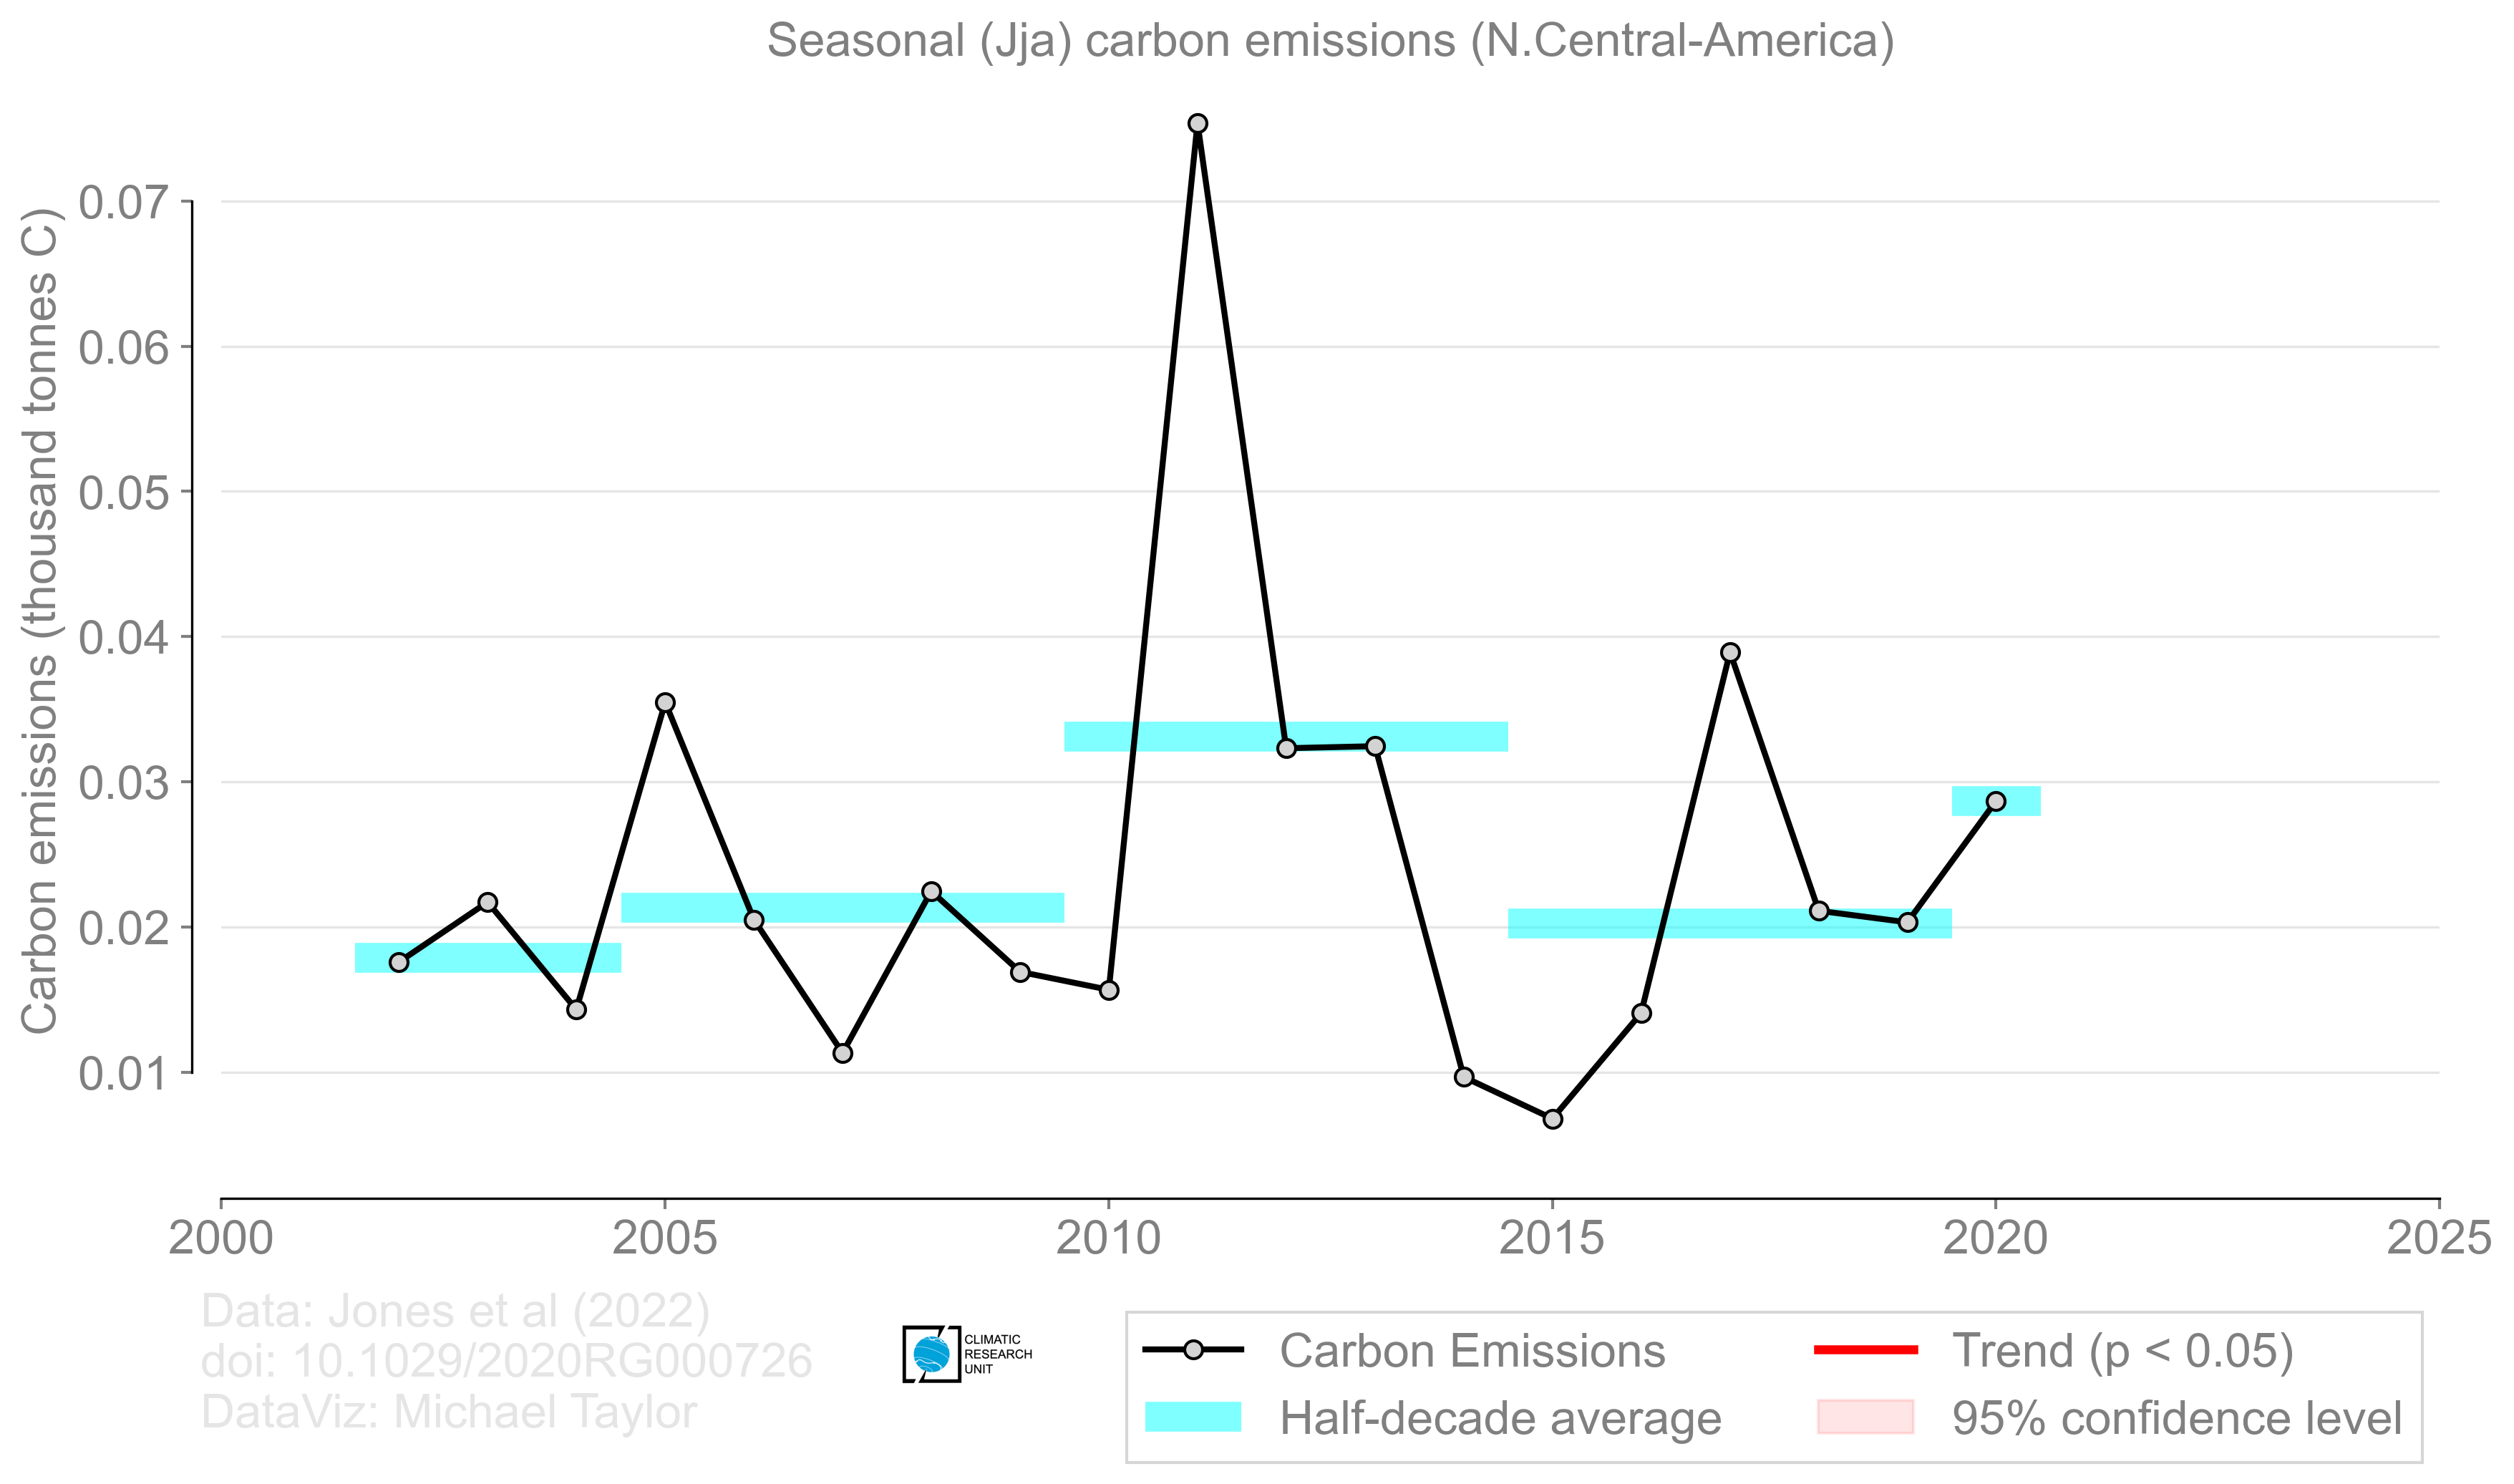 Seasonal (Jja) carbon emissions (N.Central-America)
Carbon emissions (thousand tonnes C)
0.07
0.06
0.05
0.04
0.03
0.02
0.01
2000 2005 2010 2015 2020 2025
Data: Jones et al (2022)
doi: 10.1029/2020RG000726
DataViz: Michael Taylor
CLIMATIC
RESEARCH
UNIT
Carbon Emissions
Half-decade average
Trend (p < 0.05)
95% confidence level